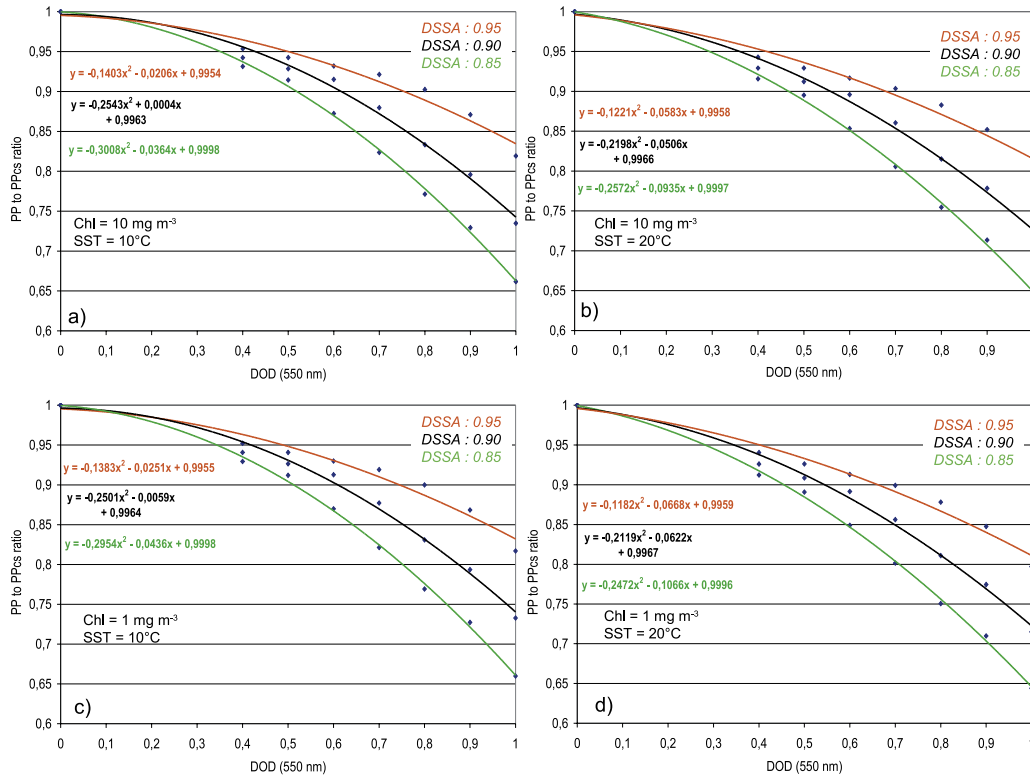 DSSA : 0.95
DSSA : 0.90
DSSA : 0.85
y = -0,1403x² - 0,0206x + 0,9954
y = -0,2543x² + 0,0004x
+ 0,9963
y = -0,3008x² - 0,0364x + 0,9998
Chl = 10 mg m⁻³
SST = 10°C
a)
PP to PPcs ratio
1
0,95
0,9
0,85
0,8
0,75
0,7
0,65
0,6
0 0,1 0,2 0,3 0,4 0,5 0,6 0,7 0,8 0,9 1
DOD (550 nm)
DSSA : 0.95
DSSA : 0.90
DSSA : 0.85
y = -0,1221x² - 0,0583x + 0,9958
y = -0,2198x² - 0,0506x
+ 0,9966
y = -0,2572x² - 0,0935x + 0,9997
Chl = 10 mg m⁻³
SST = 20°C
b)
PP to PPcs ratio
1
0,95
0,9
0,85
0,8
0,75
0,7
0,65
0,6
0 0,1 0,2 0,3 0,4 0,5 0,6 0,7 0,8 0,9
DOD (550 nm)
DSSA : 0.95
DSSA : 0.90
DSSA : 0.85
y = -0,1383x² - 0,0251x + 0,9955
y = -0,2501x² - 0,0059x
+ 0,9964
y = -0,2954x² - 0,0436x + 0,9998
Chl = 1 mg m⁻³
SST = 10°C
c)
PP to PPcs ratio
1
0,95
0,9
0,85
0,8
0,75
0,7
0,65
0,6
0 0,1 0,2 0,3 0,4 0,5 0,6 0,7 0,8 0,9 1
DOD (550 nm)
DSSA : 0.95
DSSA : 0.90
DSSA : 0.85
y = -0,1182x² - 0,0668x + 0,9959
y = -0,2119x² - 0,0622x
+ 0,9967
y = -0,2472x² - 0,1066x + 0,9996
Chl = 1 mg m⁻³
SST = 20°C
d)
PP to PPcs ratio
1
0,95
0,9
0,85
0,8
0,75
0,7
0,65
0,6
0 0,1 0,2 0,3 0,4 0,5 0,6 0,7 0,8 0,9
DOD (550 nm)